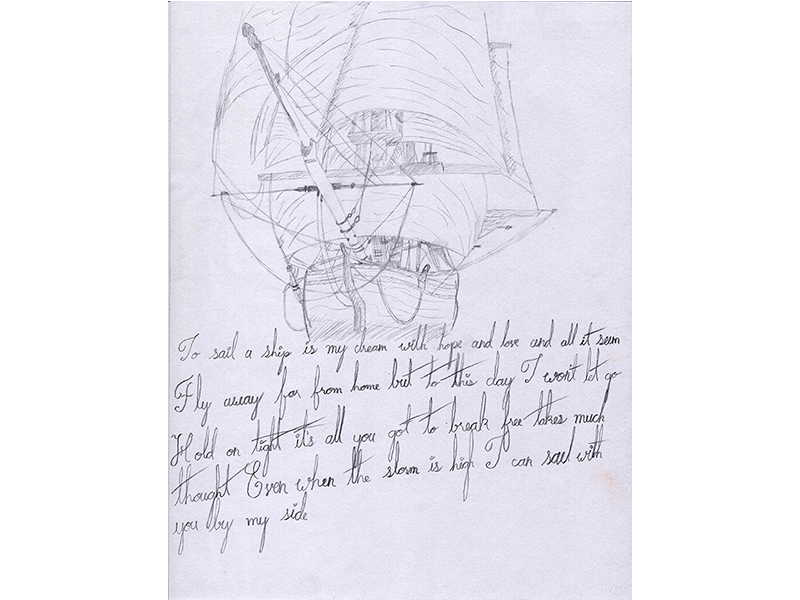 To sail a ship is my dream with hope and love and all it seem
Fly away far from home but to this day I won't let go
Hold on tight it's all you got to break free takes much
thought Even when the storm is high I can sail with
you by my side